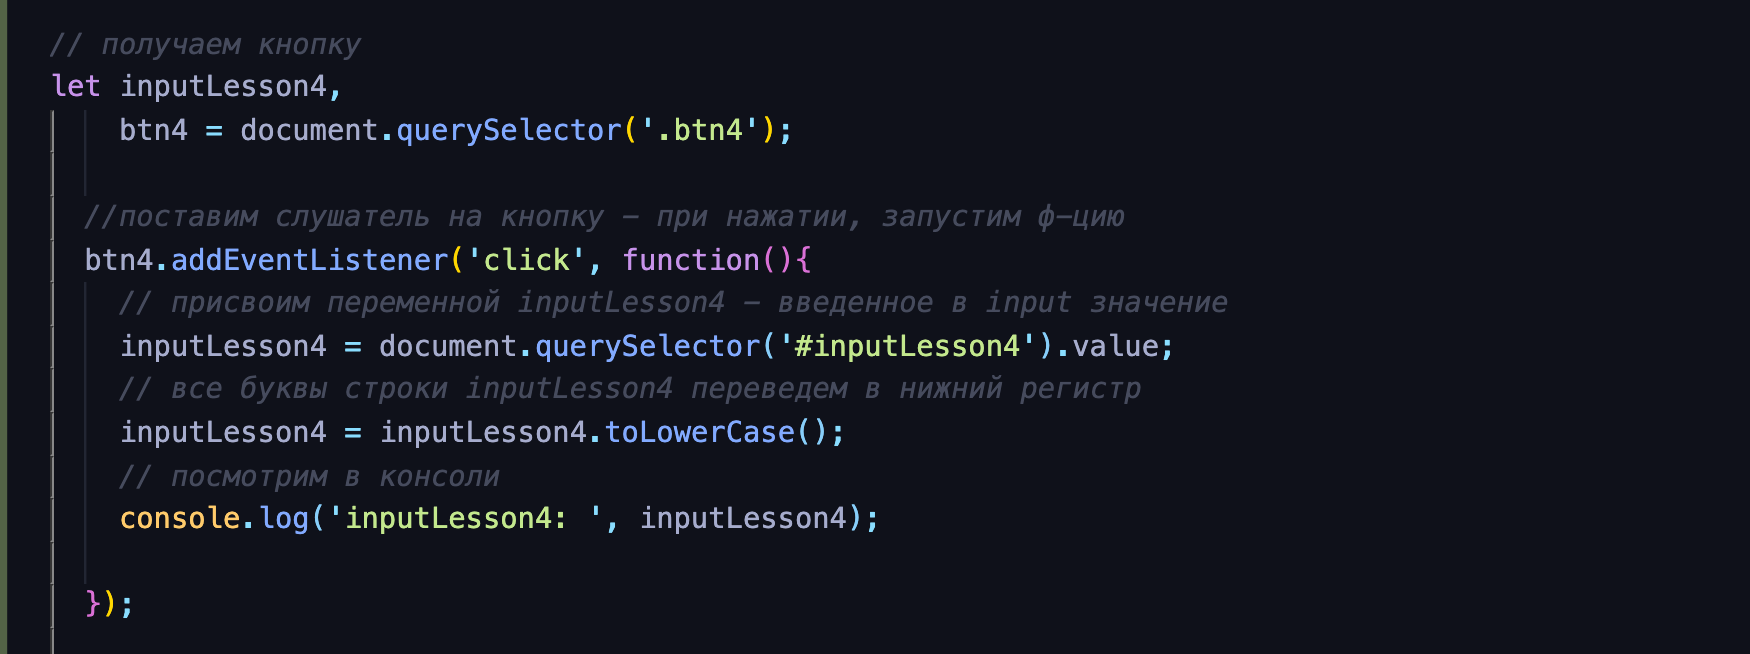 // получаем кнопку
let inputLesson4,
btn4 = document.querySelector('.btn4');
//поставим слушатель на кнопку – при нажатии, запустим ф–цию
btn4.addEventListener('click', function(){
// присвоим переменной inputLesson4 – введенное в input значение
inputLesson4 = document.querySelector('#inputLesson4').value;
// все буквы строки inputLesson4 переведем в нижний регистр
inputLesson4 = inputLesson4.toLowerCase();
// посмотрим в консоли
console.log('inputLesson4: ', inputLesson4);
});